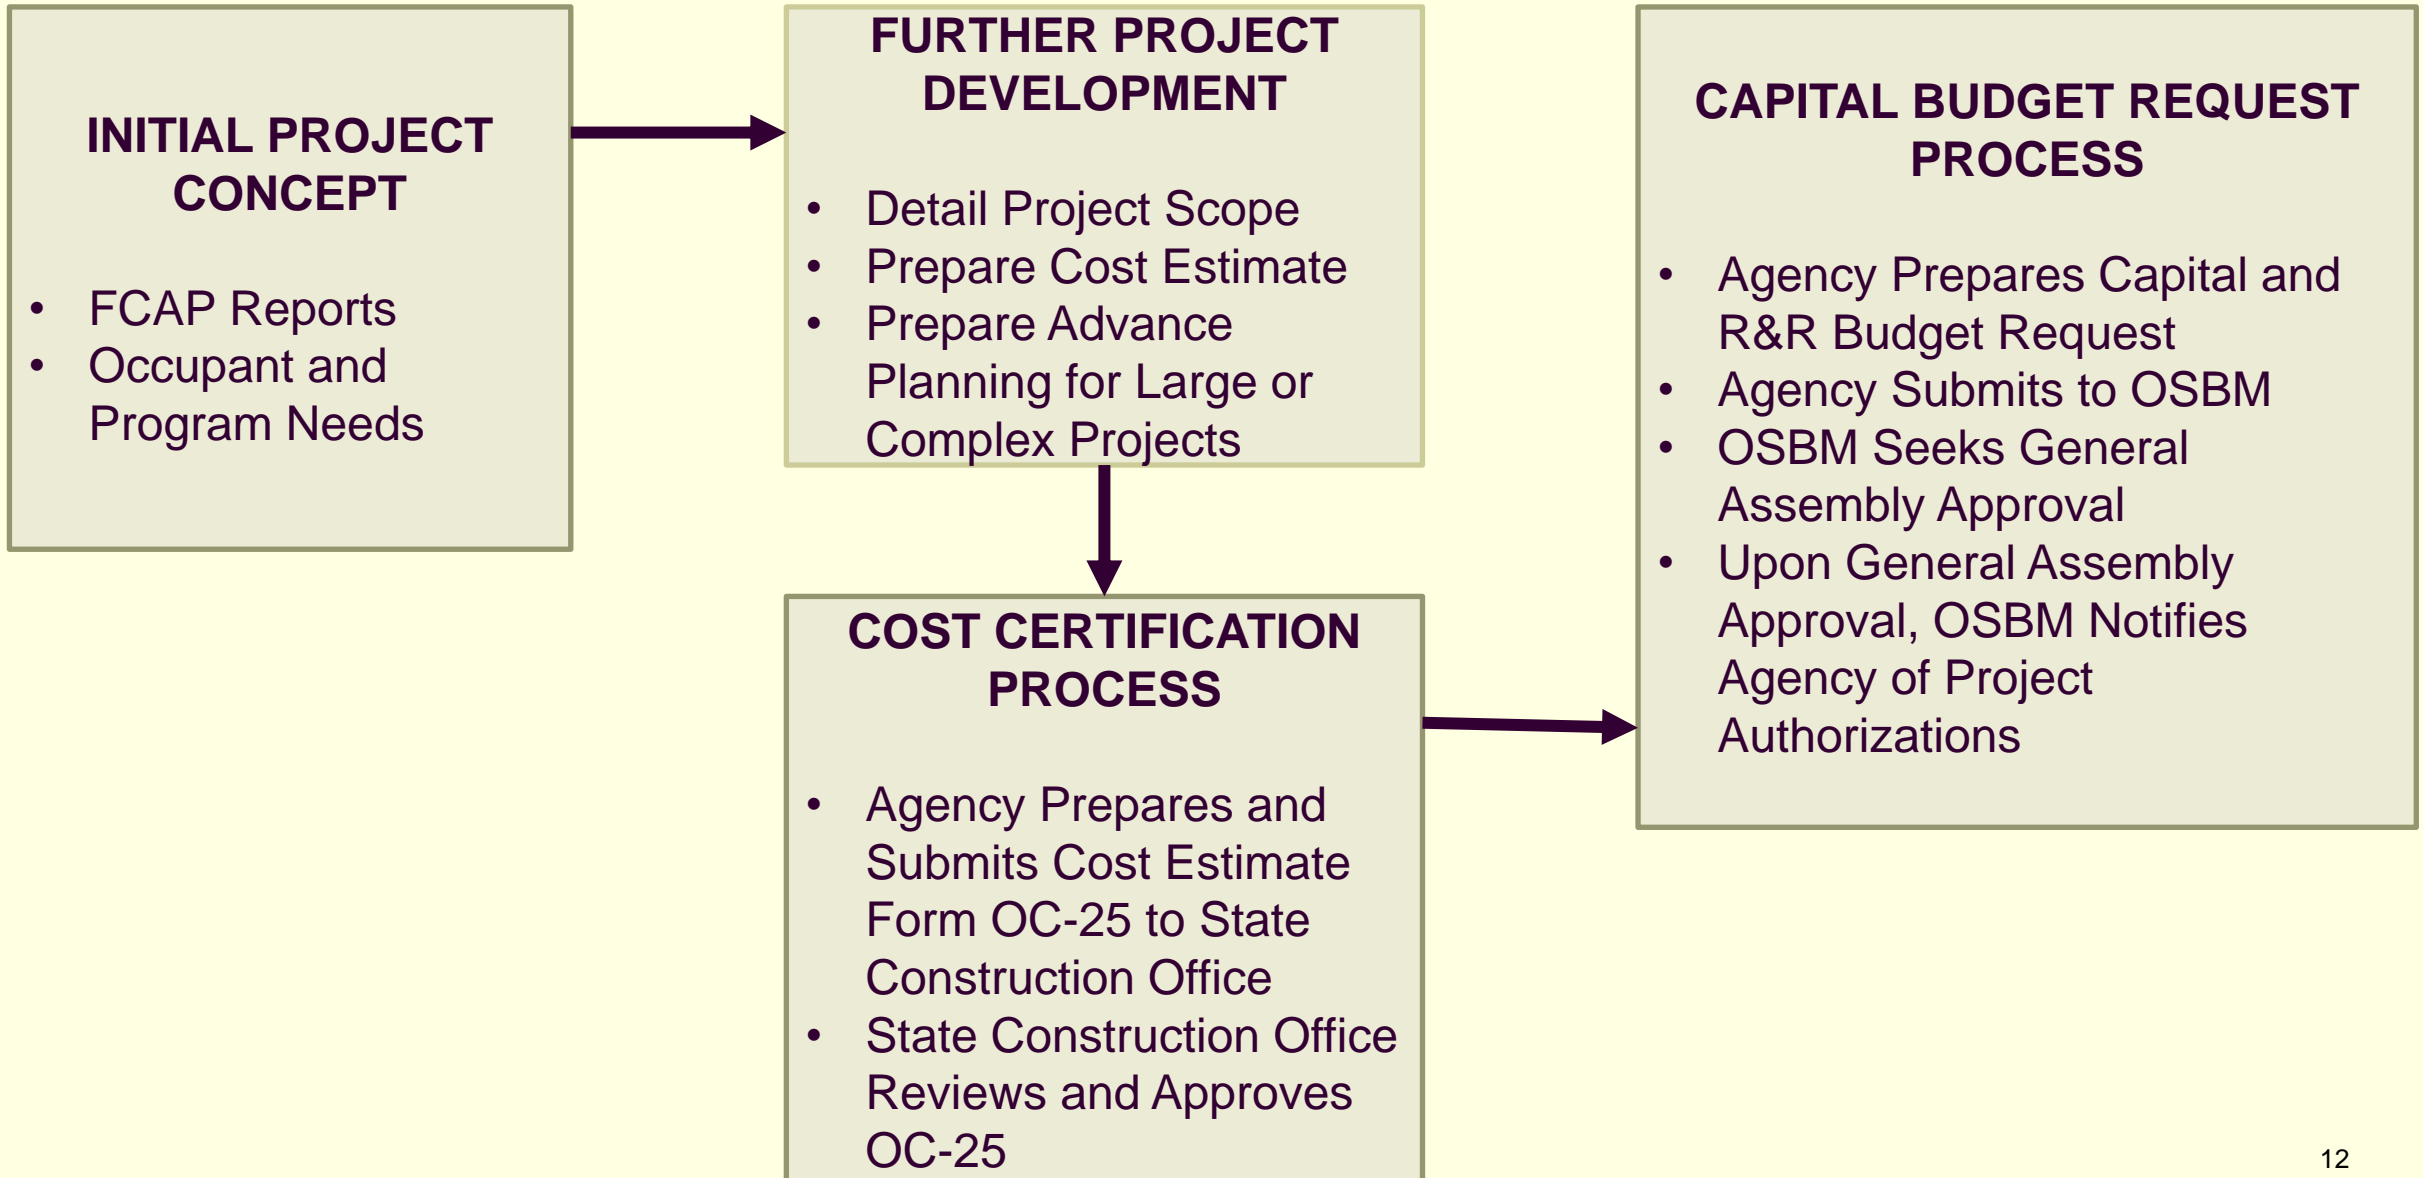 INITIAL PROJECT
CONCEPT
• FCAP Reports
• Occupant and
Program Needs
FURTHER PROJECT
DEVELOPMENT
• Detail Project Scope
• Prepare Cost Estimate
• Prepare Advance
Planning for Large or
Complex Projects
COST CERTIFICATION
PROCESS
• Agency Prepares and
Submits Cost Estimate
Form OC-25 to State
Construction Office
• State Construction Office
Reviews and Approves
OC-25
CAPITAL BUDGET REQUEST
PROCESS
• Agency Prepares Capital and
R&R Budget Request
• Agency Submits to OSBM
• OSBM Seeks General
Assembly Approval
• Upon General Assembly
Approval, OSBM Notifies
Agency of Project
Authorizations
12